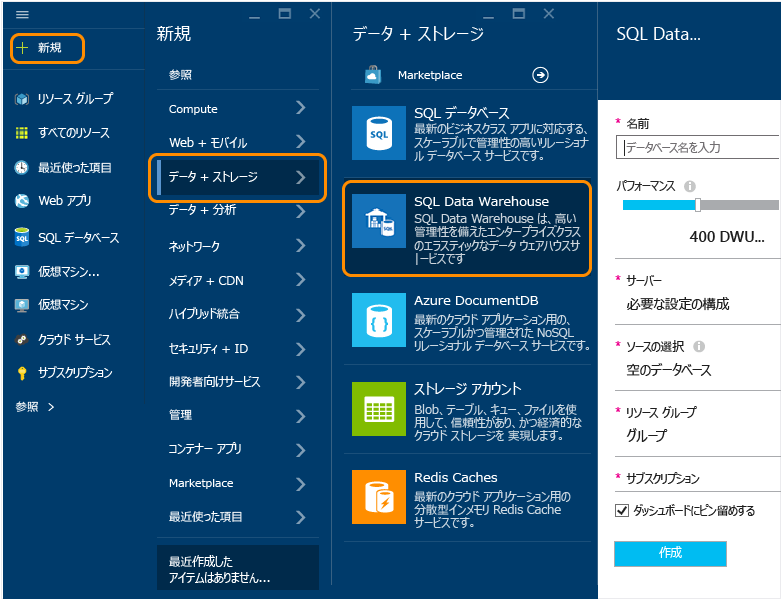 新規
リソース グループ
すべてのリソース
最近使った項目
Web アプリ
SQL データベース
仮想マシン...
仮想マシン
クラウド サービス
サブスクリプション
参照
新規
参照
Compute
Web + モバイル
データ + ストレージ
データ + 分析
ネットワーク
メディア + CDN
ハイブリッド統合
セキュリティ + ID
開発者向けサービス
管理
コンテナー アプリ
Marketplace
最近使った項目
最近作成した
アイテムはありません...
データ + ストレージ
Marketplace
SQL
SQL データベース
最新のビジネスクラス アプリに対応する、
スケーラブルで管理性の高いリレーショナ
ル データベース サービスです。
SQL Data Warehouse
SQL Data Warehouse は、高い
管理性を備えたエンタープライズクラス
のエラスティックなデータ ウェアハウスサ
ービスです
Azure DocumentDB
最新のクラウド アプリケーション用の、
スケーラブルかつ管理された NoSQL
リレーショナル データベース サービスです。
ストレージ アカウント
Blob、テーブル、キュー、ファイルを使
用して、信頼性があり、かつ経済的な
クラウド ストレージを 実現します。
Redis Caches
最新のクラウド アプリケーション用の
分散型インメモリ Redis Cache
サービスです。
SQL Data...
* 名前
データベース名を入力
パフォーマンス
400 DWU...
* サーバー
必要な設定の構成
* ソースの選択
空のデータベース
* リソース グループ
グループ
* サブスクリプション
ダッシュボードにピン留めする
作成